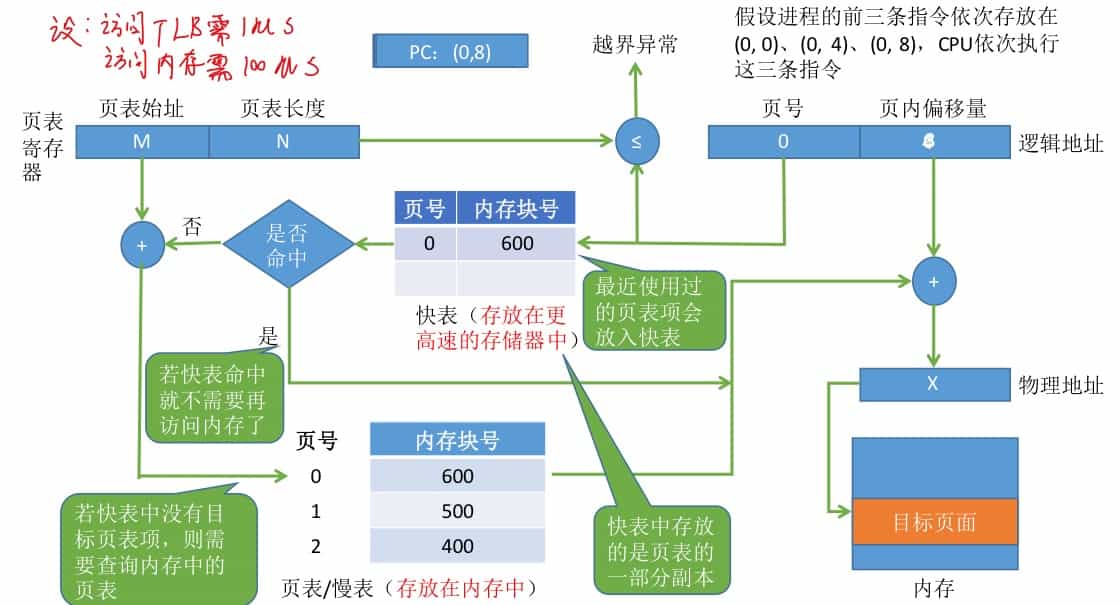 设：访问TLB需1μs
访问内存需100μs
PC:（0,8)
越界异常
假设进程的前三条指令依次存放在
(0, 0)、(0, 4)、(0, 8)，CPU依次执行
这三条指令
页表始址
页表长度
页号
页内偏移量
页表
寄存
器
M
N
≤
0
逻辑地址
页号
内存块号
0
600
是否
命中
否
是
+
+
快表（存放在更
高速的存储器中）
最近使用过
的页表项会
放入快表
若快表命中
就不需要再
访问内存了
X
物理地址
页号
内存块号
0
600
1
500
2
400
页表/慢表（存放在内存中）
若快表中没有目
标页表项，则需
要查询内存中的
页表
快表中存放
的是页表的
一部分副本
目标页面
内存